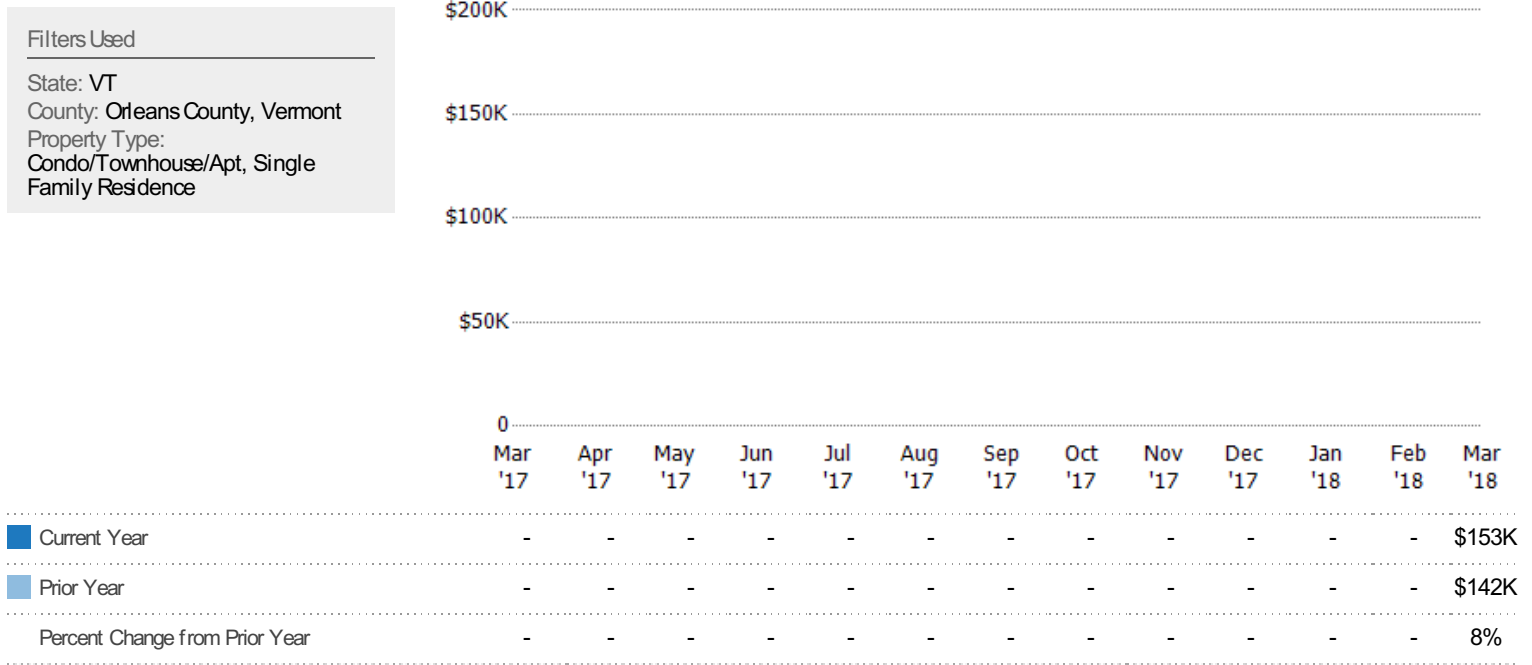 Filters Used
State: VT
County: Orleans County, Vermont
Property Type:
Condo/Townhouse/Apt, Single
Family Residence
$200K
$150K
$100K
$50K
0
Mar Apr May Jun Jul Aug Sep Oct Nov Dec Jan Feb Mar
'17 '17 '17 '17 '17 '17 '17 '17 '17 '17 '18 '18 '18
Current Year - - - - - - - - - - - - $153K
Prior Year - - - - - - - - - - - - $142K
Percent Change from Prior Year - - - - - - - - - - - - 8%